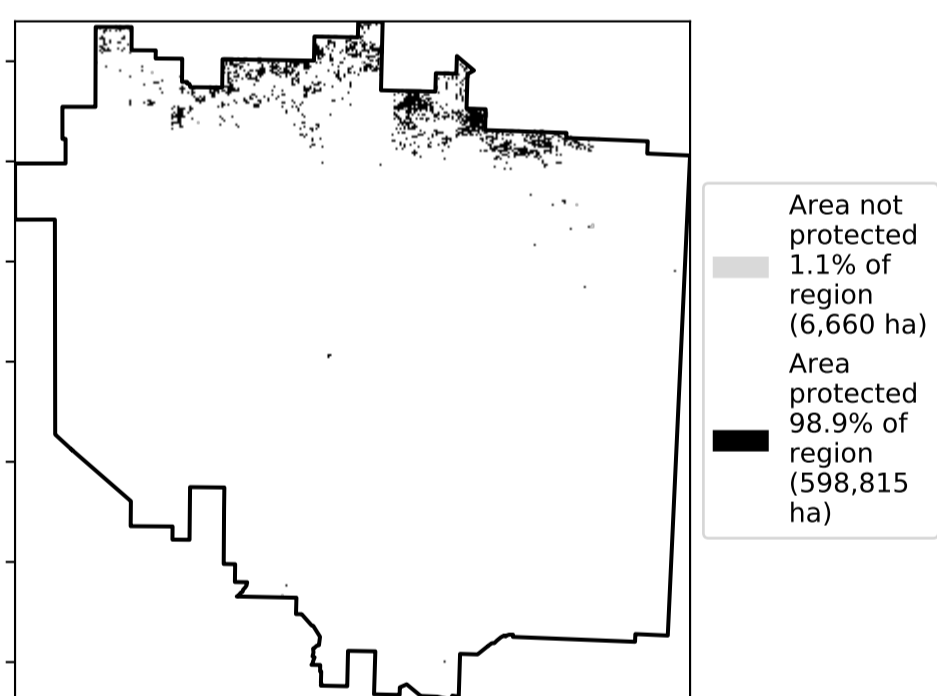 Area not
protected
1.1% of
region
(6,660 ha)
Area
protected
98.9% of
region
(598,815
ha)